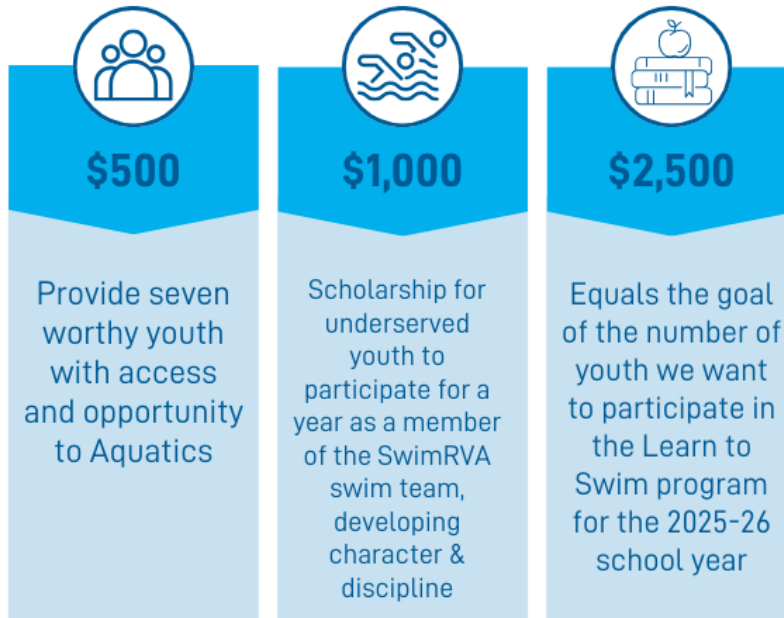 $500
Provide seven
worthy youth
with access
and opportunity
to Aquatics
$1,000
Scholarship for
underserved
youth to
participate for a
year as a member
of the SwimRVA
swim team,
developing
character &
discipline
$2,500
Equals the goal
of the number of
youth we want
to participate in
the Learn to
Swim program
for the 2025-26
school year